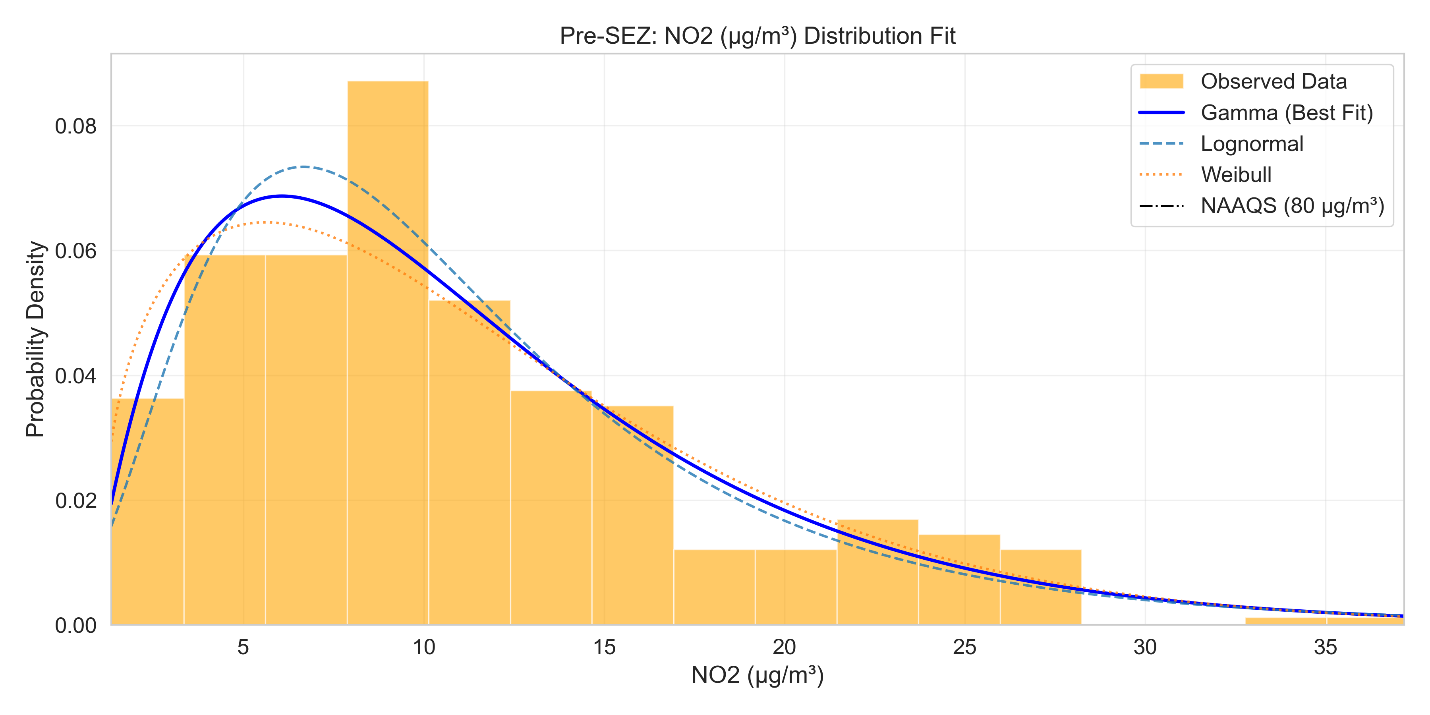 Pre-SEZ: NO2 (µg/m³) Distribution Fit
Observed Data
Gamma (Best Fit)
Lognormal
Weibull
NAAQS (80 µg/m³)
Probability Density
0.08
0.06
0.04
0.02
0.00
5 10 15 20 25 30 35
NO2 (µg/m³)